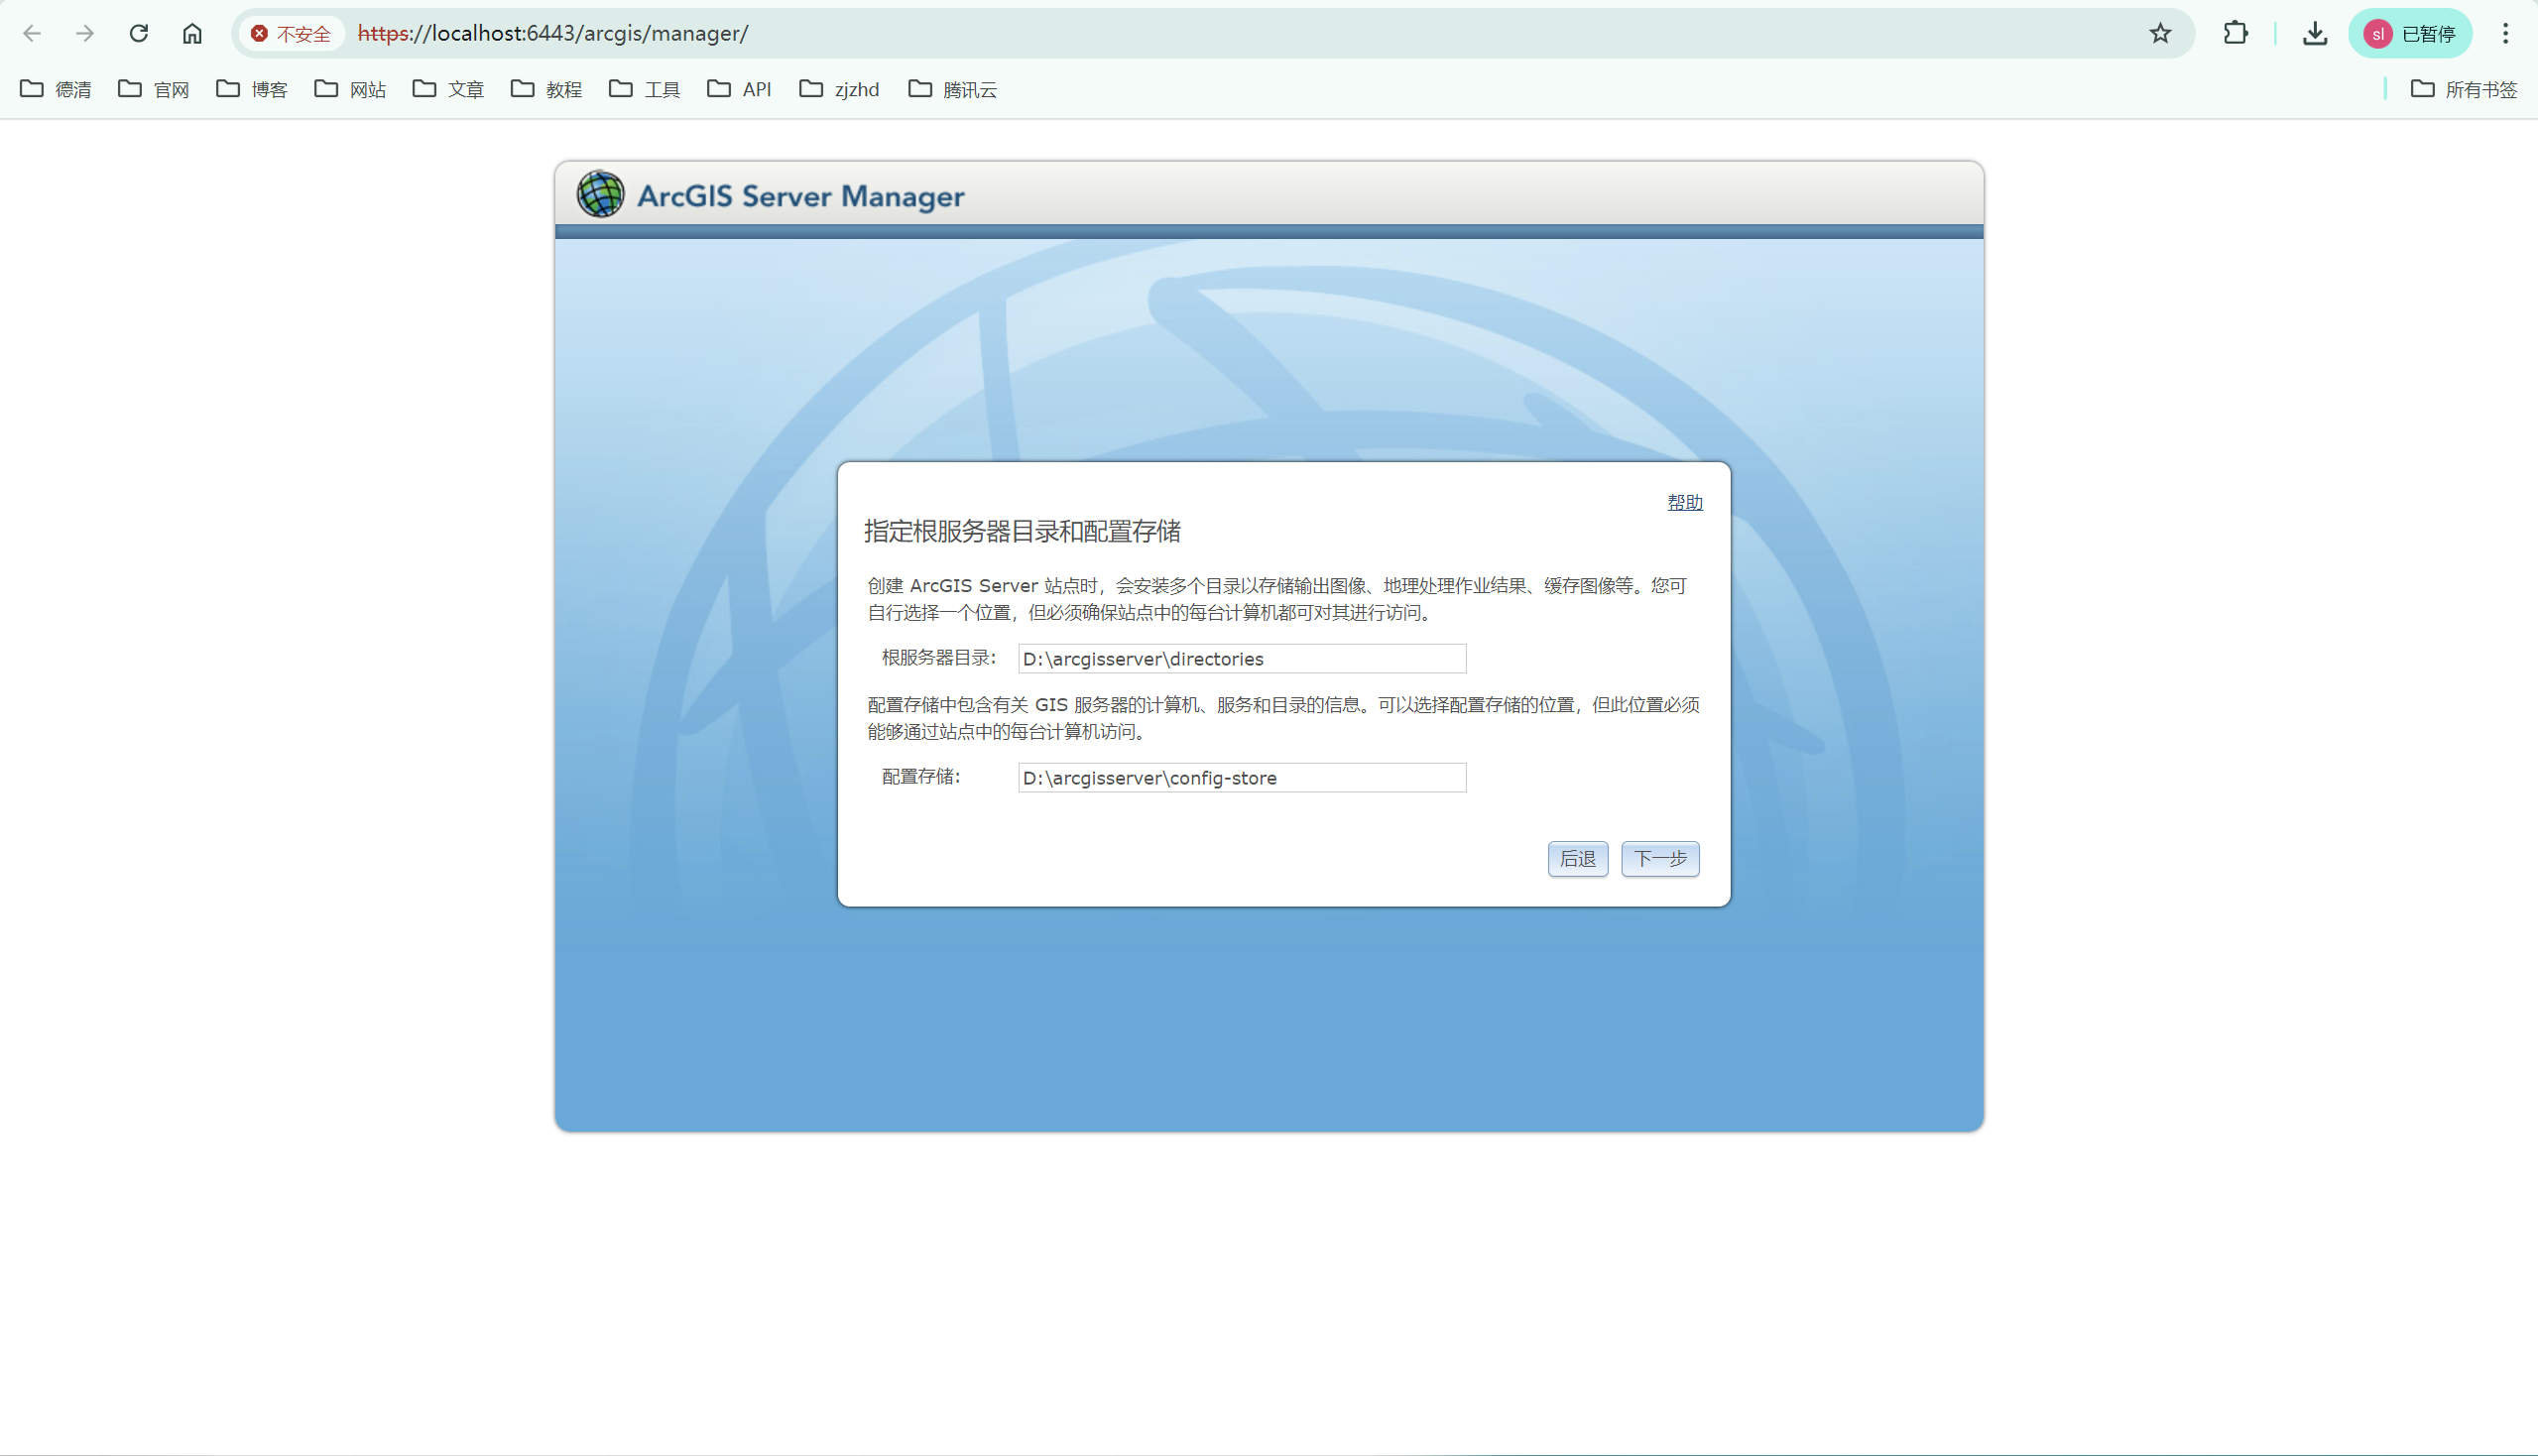 不安全 https://localhost:6443/arcgis/manager/ sl 已暂停
德清 官网 博客 网站 文章 教程 工具 API zjzhd 腾讯云 所有书签
ArcGIS Server Manager
帮助
指定根服务器目录和配置存储
创建 ArcGIS Server 站点时，会安装多个目录以存储输出图像、地理处理作业结果、缓存图像等。您可
自行选择一个位置，但必须确保站点中的每台计算机都可对其进行访问。
根服务器目录: D:\arcgisserver\directories
配置存储中包含有关 GIS 服务器的计算机、服务和目录的信息。可以选择配置存储的位置，但此位置必须
能够通过站点中的每台计算机访问。
配置存储: D:\arcgisserver\config-store
后退 下一步